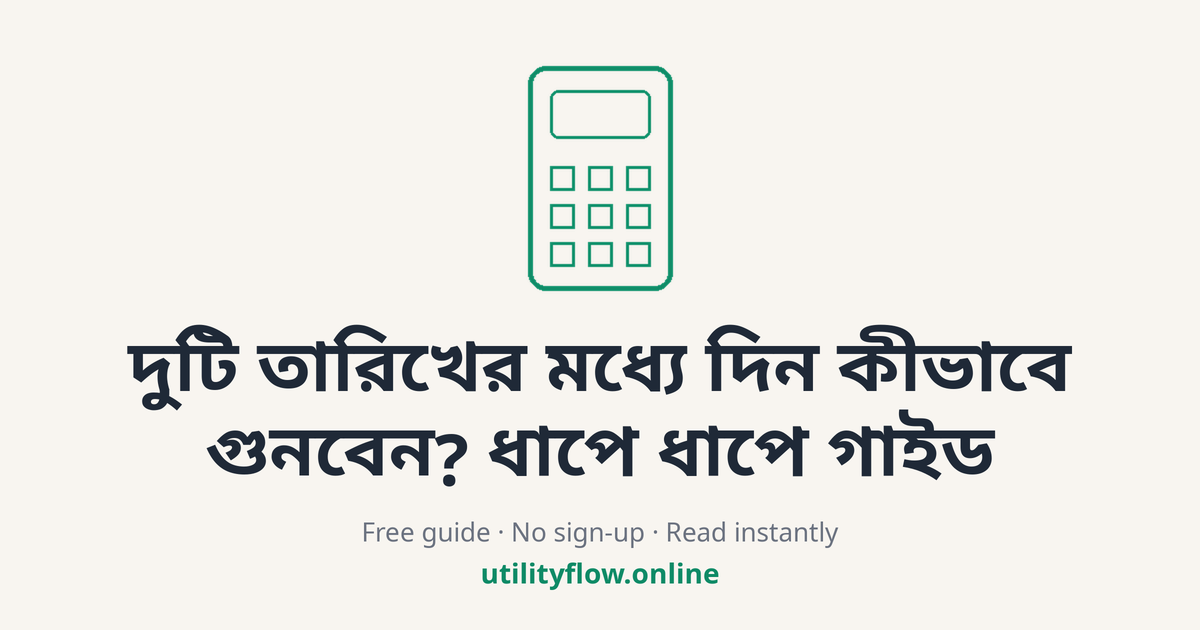 দুটি তারিখের মধ্যে দিন কীভাবে
গুনবেন? ধাপে ধাপে গাইড
Free guide · No sign-up · Read instantly
utilityflow.online